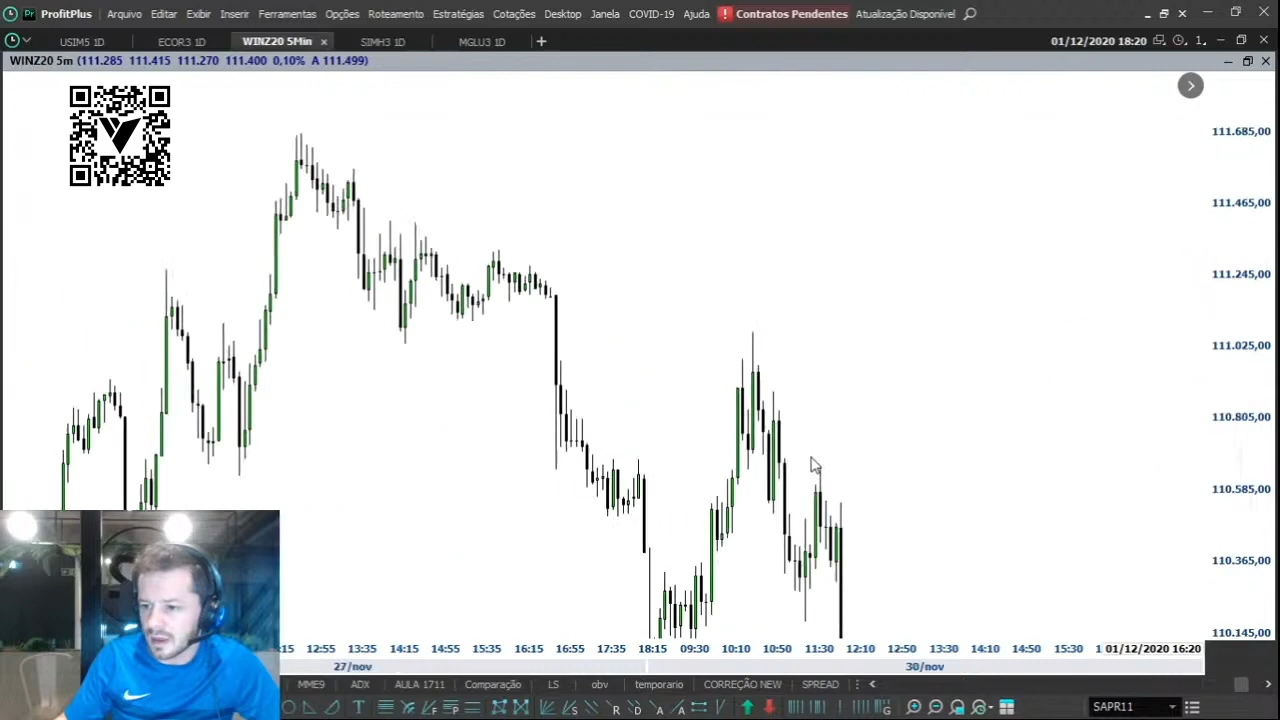 ProfitPlus Arquivo Editar Exibir Inserir Ferramentas Opções Roteamento Estratégias Cotações Desktop Janela COVID-19 Ajuda Contratos Pendentes Atualização Disponível
USIM5 1D ECOR3 1D WINZ20 5Min x SIMH3 1D MGLU3 1D + 01/12/2020 18:20
WINZ20 5m (111.285 111.415 111.270 111.400 0,10% A 111.499)
111.685,00
111.465,00
111.245,00
111.025,00
110.805,00
110.585,00
110.365,00
110.145,00
:15 12:55 13:35 14:15 14:55 15:35 16:15 16:55 17:35 18:15 09:30 10:10 10:50 11:30 12:10 12:50 13:30 14:10 14:50 15:30 1 01/12/2020 16:20
27/nov 30/nov
MME9 ADX AULA 1711 Comparação LS obv temporario CORREÇÃO NEW SPREAD
SAPR11